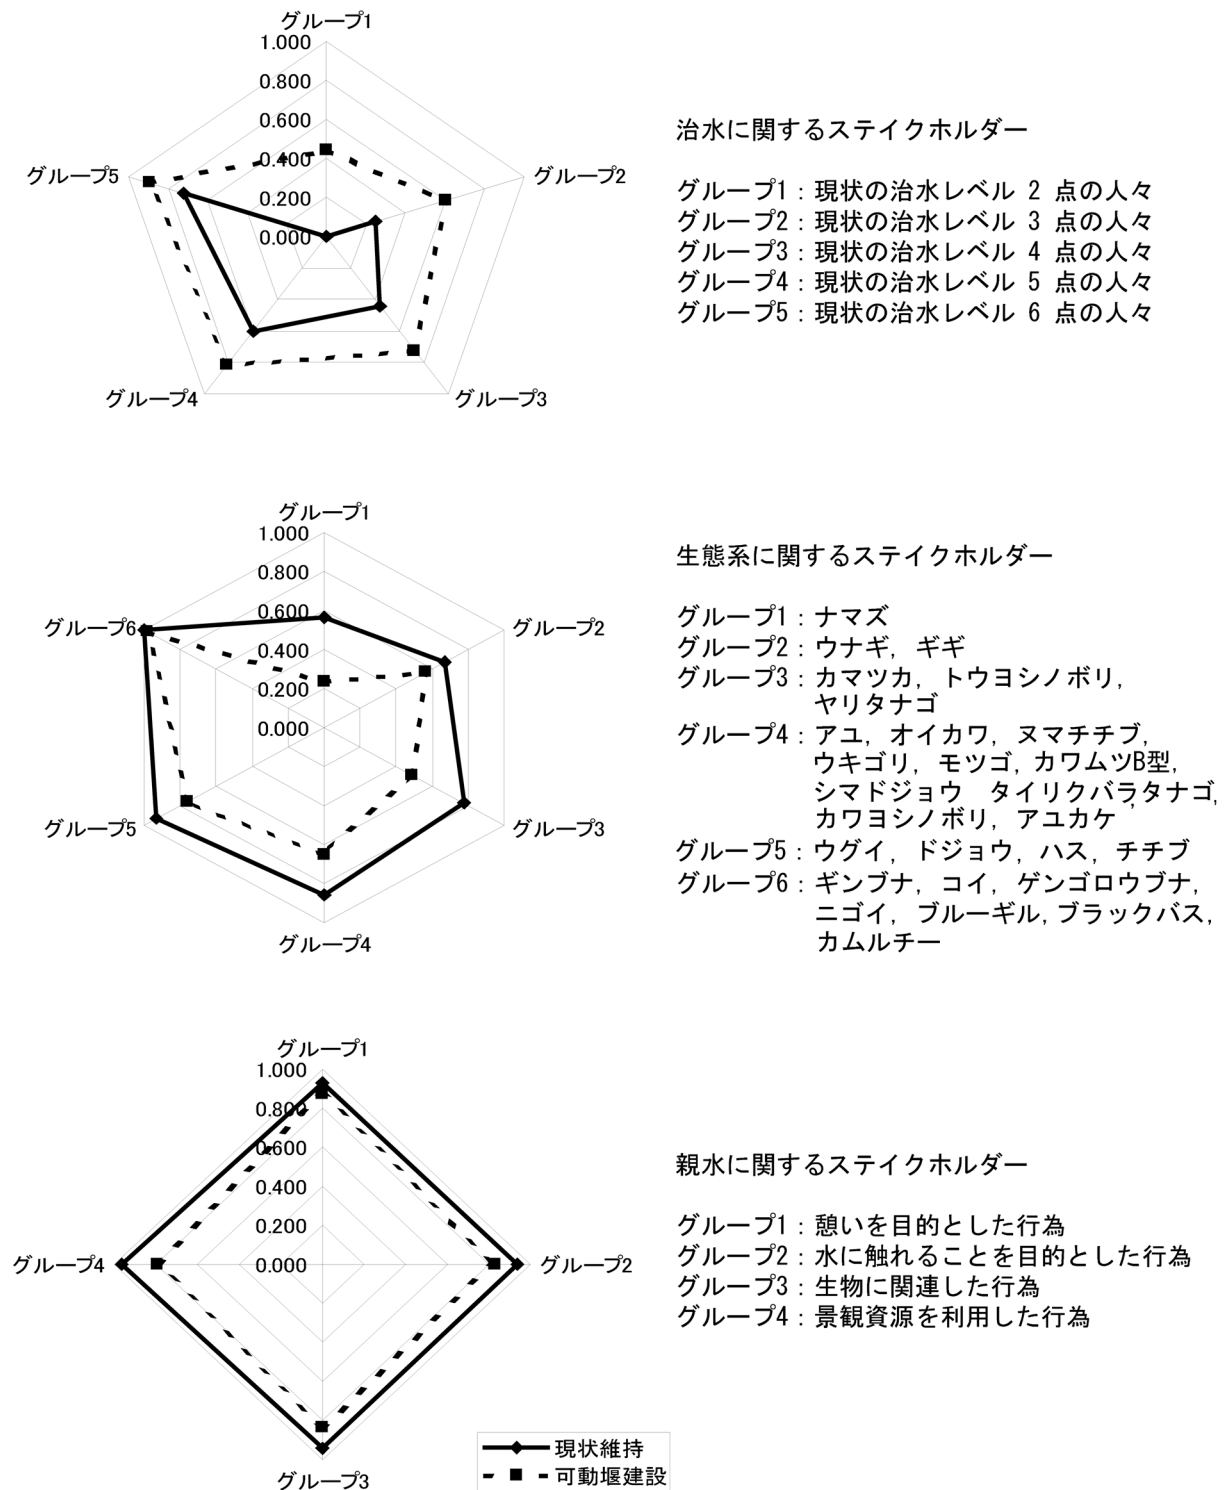 グループ1
1.000
0.800
0.600
0.400
0.200
0.000
グループ5
グループ2
グループ4
グループ3
治水に関するステイクホルダー
グループ1：現状の治水レベル 2 点の人々
グループ2：現状の治水レベル 3 点の人々
グループ3：現状の治水レベル 4 点の人々
グループ4：現状の治水レベル 5 点の人々
グループ5：現状の治水レベル 6 点の人々
グループ1
1.000
0.800
0.600
0.400
0.200
0.000
グループ6
グループ2
グループ5
グループ3
グループ4
生態系に関するステイクホルダー
グループ1：ナマズ
グループ2：ウナギ, ギギ
グループ3：カマツカ, トウヨシノボリ,
ヤリタナゴ
グループ4：アユ, オイカワ, ヌマチチブ,
ウキゴリ, モツゴ, カワムツB型,
シマドジョウ タイリクバラタナゴ,
カワヨシノボリ, アユカケ ,
グループ5：ウグイ, ドジョウ, ハス, チチブ
グループ6：ギンブナ, コイ, ゲンゴロウブナ,
ニゴイ, ブルーギル, ブラックバス,
カムルチー
グループ1
1.000
0.800
0.600
0.400
0.200
0.000
グループ4
グループ2
グループ3
親水に関するステイクホルダー
グループ1：憩いを目的とした行為
グループ2：水に触れることを目的とした行為
グループ3：生物に関連した行為
グループ4：景観資源を利用した行為
現状維持
可動堰建設